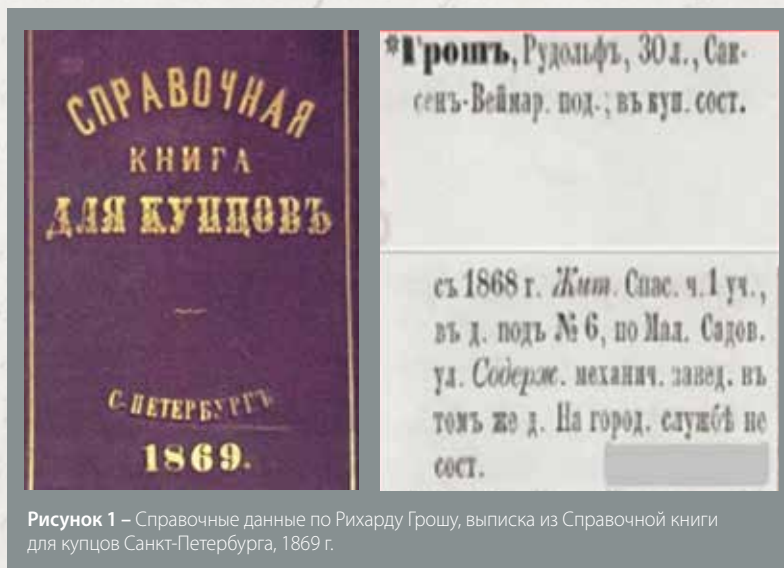 СПРАВОЧНАЯ
КНИГА
ДЛЯ КУПЦОВЪ
С-ПЕТЕРБУРГЪ
1869.
*Грошъ, Рудольфъ, 30 л., Сак-
сенъ-Веймар. под.; въ куп. сост.
съ 1868 г. Жит. Спас. ч. 1 уч.,
въ д. подъ № 6, по Мал. Садов.
ул. Содерж. механич. завед. въ
томъ же д. На город. службѣ не
сост.
Рисунок 1 – Справочные данные по Рихарду Грошу, выписка из Справочной книги
для купцов Санкт-Петербурга, 1869 г.